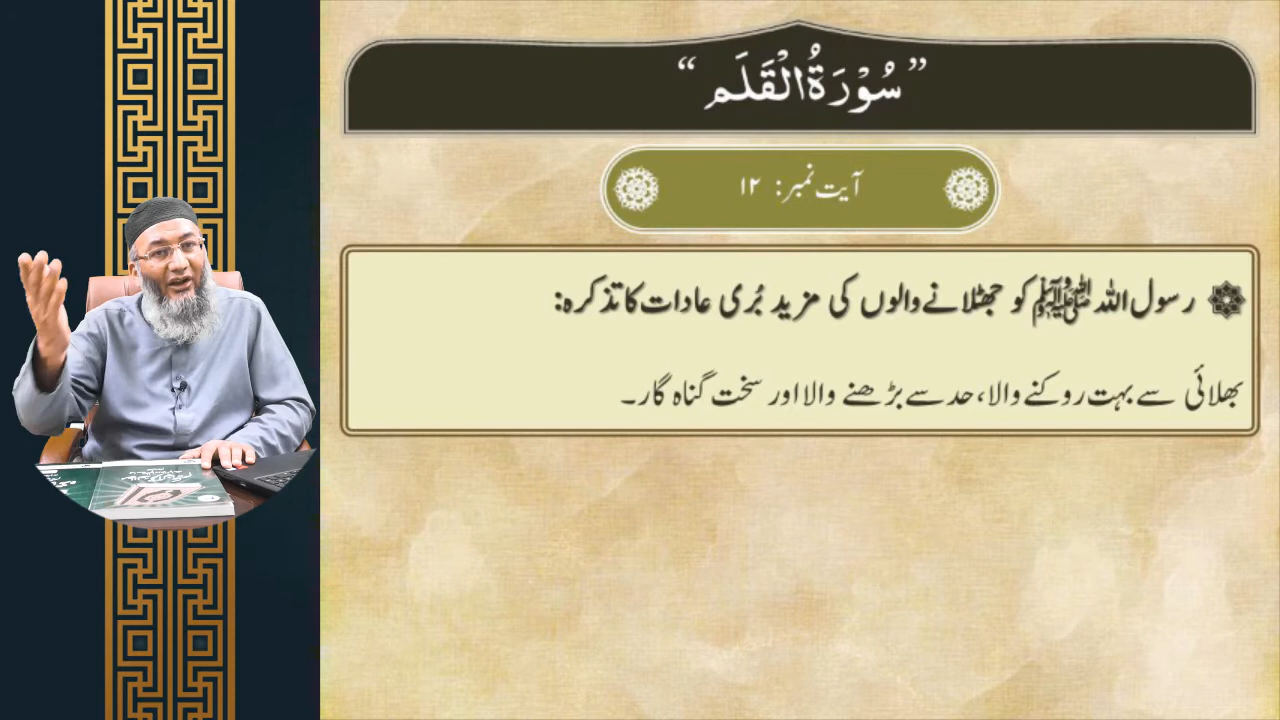 ”سُوْرَةُالْقَلَم“
آیت نمبر: ۱۲
رسول اللہ ﷺ کو جھٹلانے والوں کی مزید بُری عادات کا تذکرہ:
بھلائی سے بہت روکنے والا، حد سے بڑھنے والا اور سخت گناہ گار۔